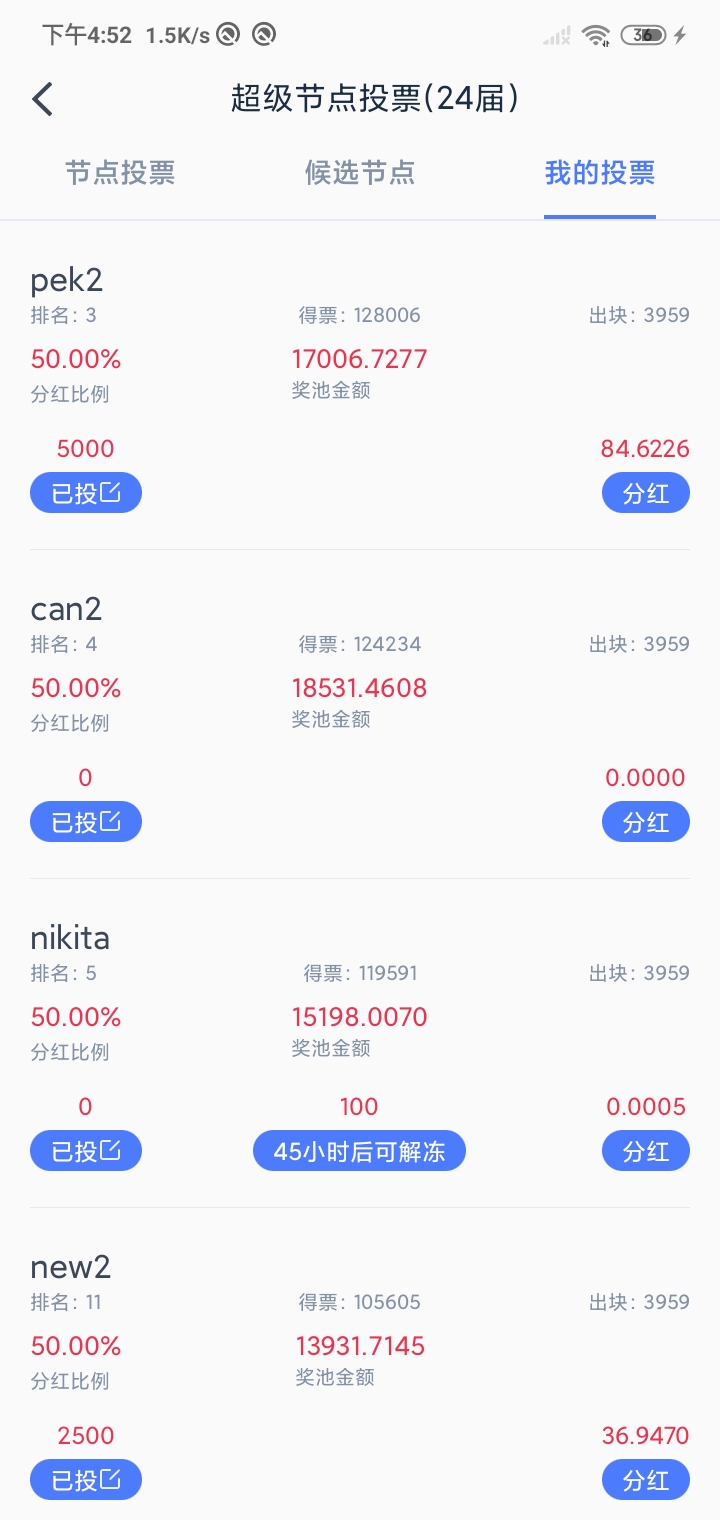 下午4:52 1.5K/s 36
超级节点投票(24届)
节点投票 候选节点 我的投票
pek2
排名: 3 得票: 128006 出块: 3959
50.00% 17006.7277
分红比例 奖池金额
5000 84.6226
已投 分红
can2
排名: 4 得票: 124234 出块: 3959
50.00% 18531.4608
分红比例 奖池金额
0 0.0000
已投 分红
nikita
排名: 5 得票: 119591 出块: 3959
50.00% 15198.0070
分红比例 奖池金额
0 100 0.0005
已投 45小时后可解冻 分红
new2
排名: 11 得票: 105605 出块: 3959
50.00% 13931.7145
分红比例 奖池金额
2500 36.9470
已投 分红